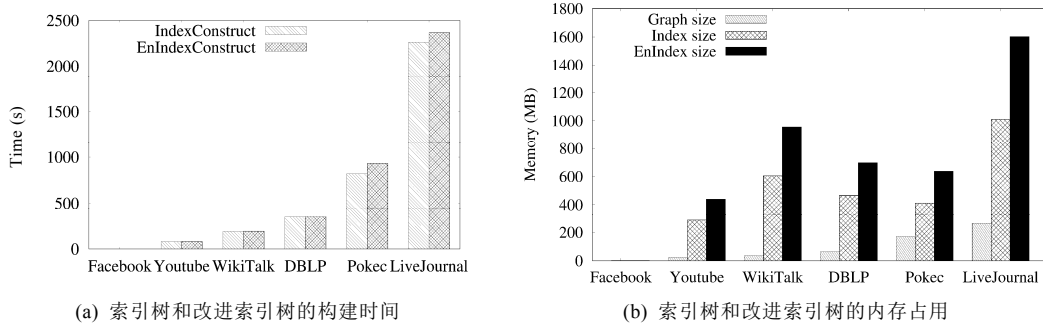 2500
2000
1500
1000
500
0
Time (s)
IndexConstruct
EnIndexConstruct
Facebook Youtube WikiTalk DBLP Pokec LiveJournal
(a) 索引树和改进索引树的构建时间
1800
1600
1400
1200
1000
800
600
400
200
0
Memory (MB)
Graph size
Index size
EnIndex size
Facebook Youtube WikiTalk DBLP Pokec LiveJournal
(b) 索引树和改进索引树的内存占用